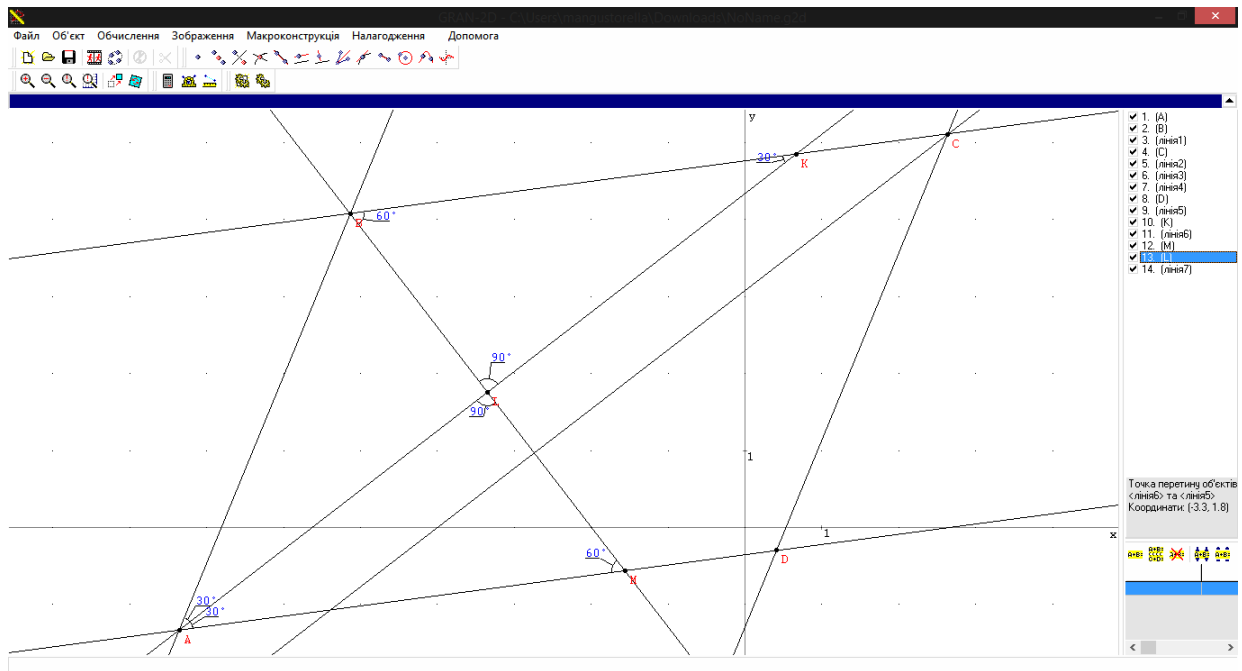 GRAN-2D - C:\Users\mangustorella\Downloads\NoName.g2d
Файл Об'єкт Обчислення Зображення Макроконструкція Налагодження Допомога
y
1. (A)
2. (B)
3. (лінія1)
4. (C)
5. (лінія2)
6. (лінія3)
7. (лінія4)
8. (D)
9. (лінія5)
10. (K)
11. (лінія6)
12. (M)
13. (L)
14. (лінія7)
C
30°
K
60°
B
90°
L
90°
1
Точка перетину об'єктів
<лінія6> та <лінія5>
Координати: (-3.3, 1.8)
1
x
60°
D
M
30°
30°
A